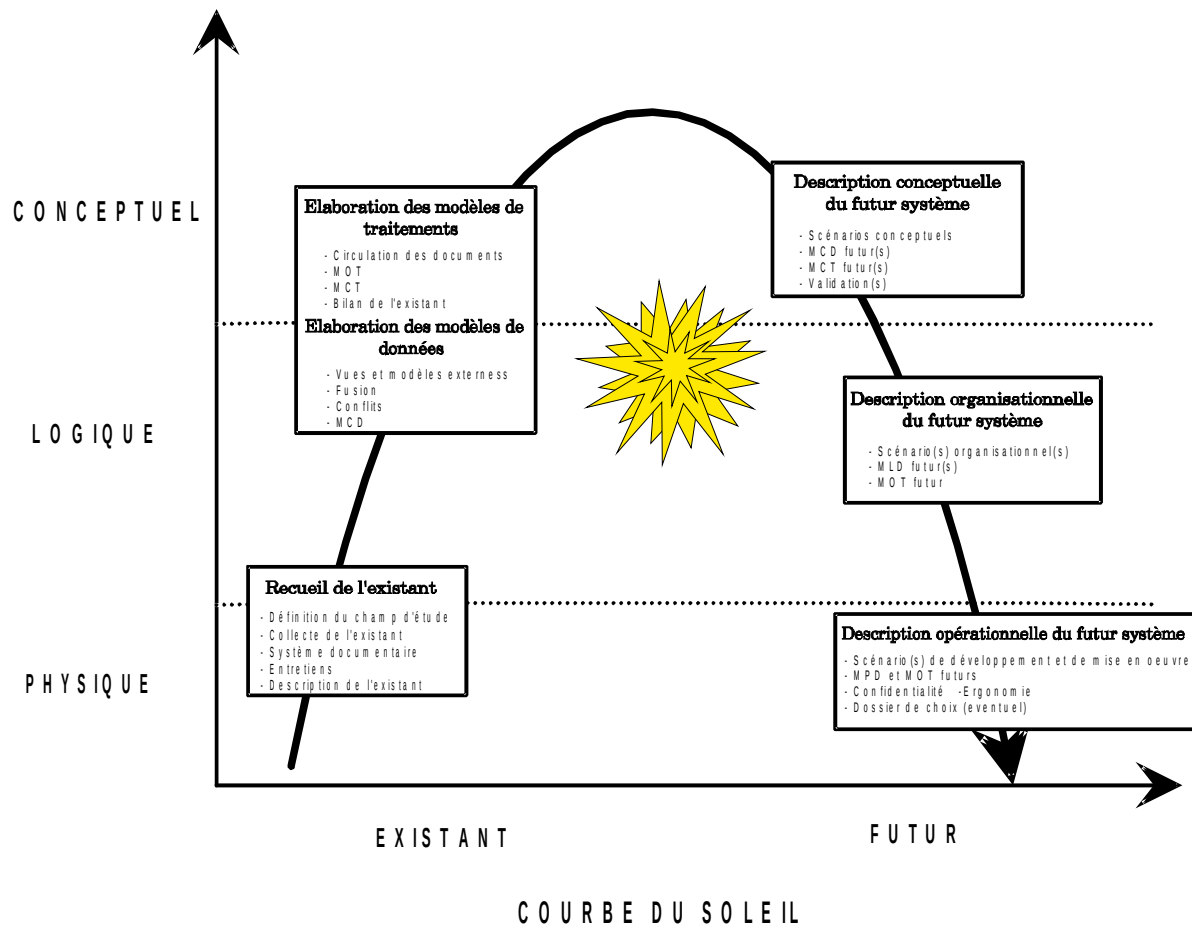 CONCEPTUEL
Elaboration des modèles de
traitements
- Circulation des documents
- MOT
- MCT
- Bilan de l'existant
Elaboration des modèles de
données
- Vues et modèles externess
- Fusion
- Conflits
- MCD
Description conceptuelle
du futur système
- Scénarios conceptuels
- MCD futur(s)
- MCT futur(s)
- Validation(s)
LOGIQUE
Description organisationnelle
du futur système
- Scénario(s) organisationnel(s)
- MLD futur(s)
- MOT futur
PHYSIQUE
Recueil de l'existant
- Définition du champ d'étude
- Collecte de l'existant
- Système documentaire
- Entretiens
- Description de l'existant
Description opérationnelle du futur système
- Scénario(s) de développement et de mise en oeuvre
- MPD et MOT futurs
- Confidentialité -Ergonomie
- Dossier de choix (eventuel)
EXISTANT
FUTUR
COURBE DU SOLEIL